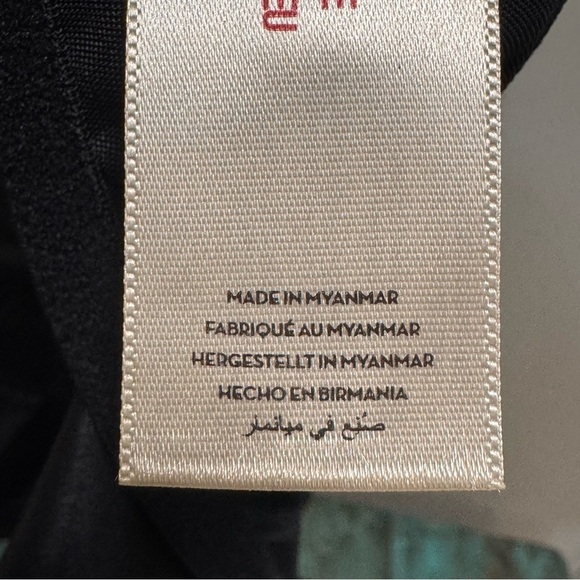 MADE IN MYANMAR
FABRIQUÉ AU MYANMAR
HERGESTELLT IN MYANMAR
HECHO EN BIRMANIA
صُنع في ميانمار